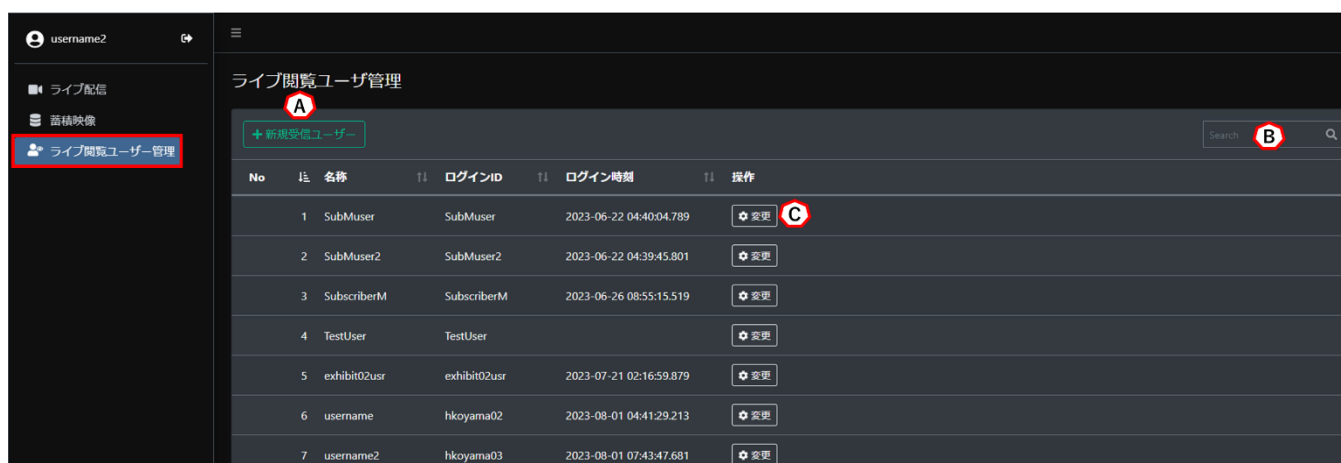 username2
ライブ配信
蓄積映像
ライブ閲覧ユーザー管理
ライブ閲覧ユーザ管理
A
+新規受信ユーザー
Search
B
No 名称 ログインID ログイン時刻 操作
1 SubMuser SubMuser 2023-06-22 04:40:04.789 変更 C
2 SubMuser2 SubMuser2 2023-06-22 04:39:45.801 変更
3 SubscriberM SubscriberM 2023-06-26 08:55:15.519 変更
4 TestUser TestUser 変更
5 exhibit02usr exhibit02usr 2023-07-21 02:16:59.879 変更
6 username hkoyama02 2023-08-01 04:41:29.213 変更
7 username2 hkoyama03 2023-08-01 07:43:47.681 変更